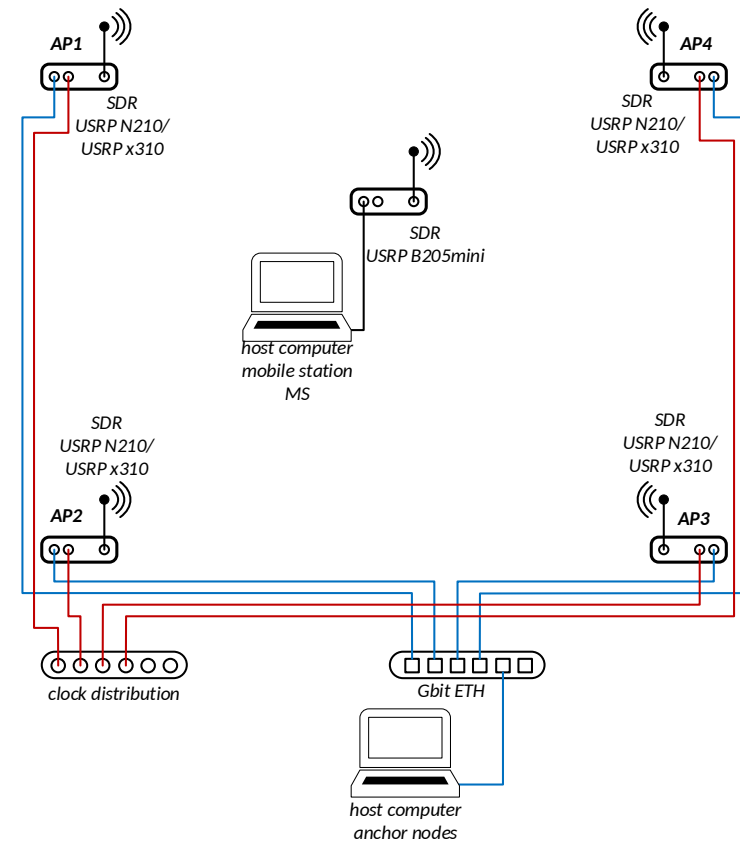 AP1
SDR
USRP N210/
USRP x310
AP4
SDR
USRP N210/
USRP x310
SDR
USRP B205mini
host computer
mobile station
MS
SDR
USRP N210/
USRP x310
AP2
SDR
USRP N210/
USRP x310
AP3
clock distribution
Gbit ETH
host computer
anchor nodes